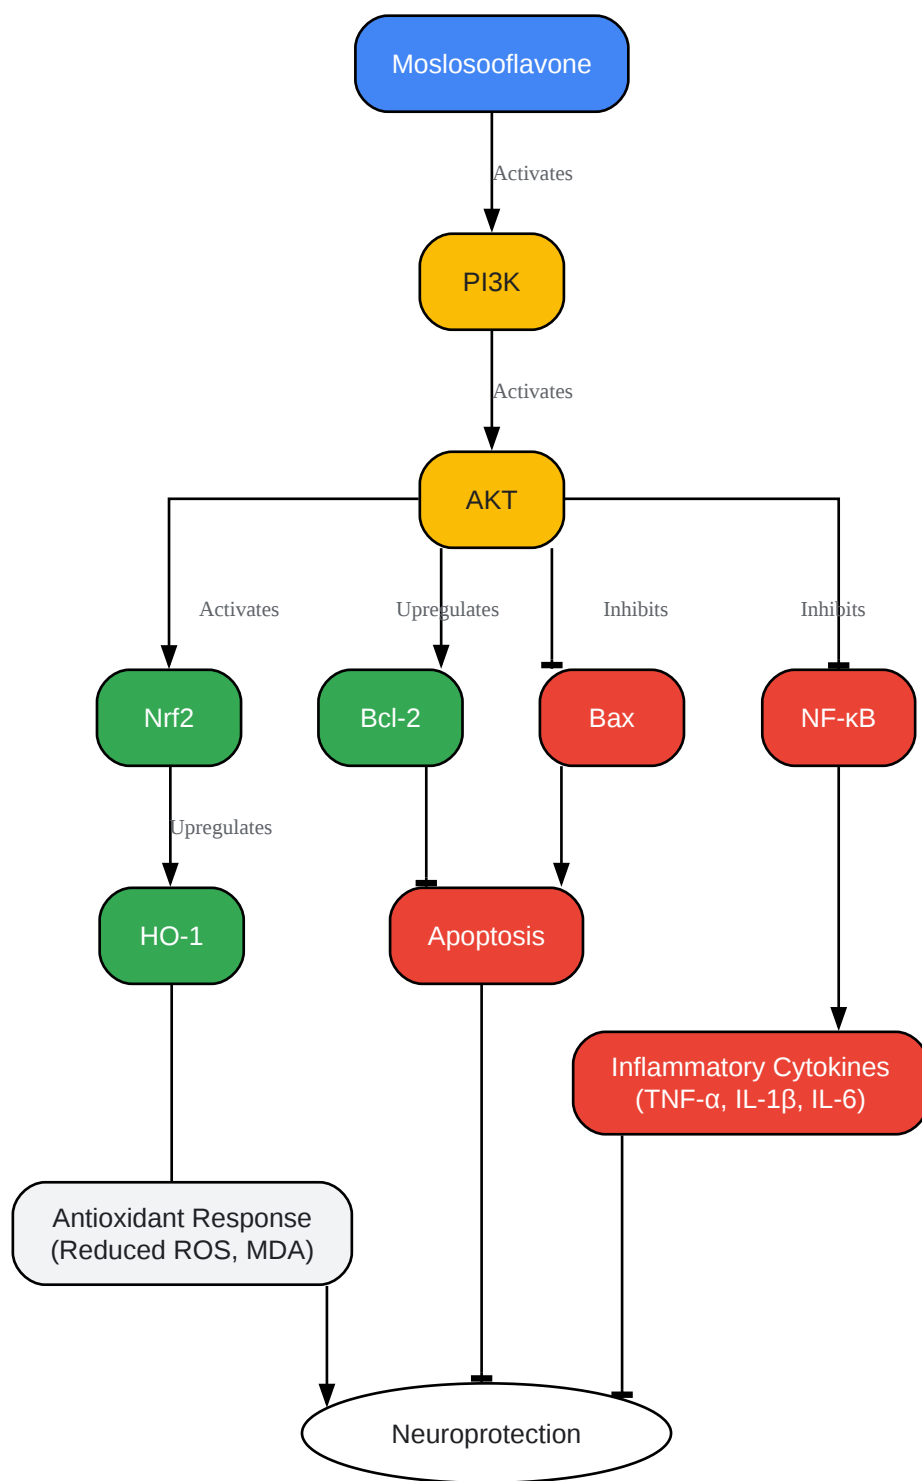 Moslosooflavone
Activates
PI3K
Activates
AKT
Activates
Upregulates
Inhibits
Inhibits
Nrf2
Bcl-2
Bax
NF-κB
Upregulates
HO-1
Apoptosis
Inflammatory Cytokines
(TNF-α, IL-1β, IL-6)
Antioxidant Response
(Reduced ROS, MDA)
Neuroprotection